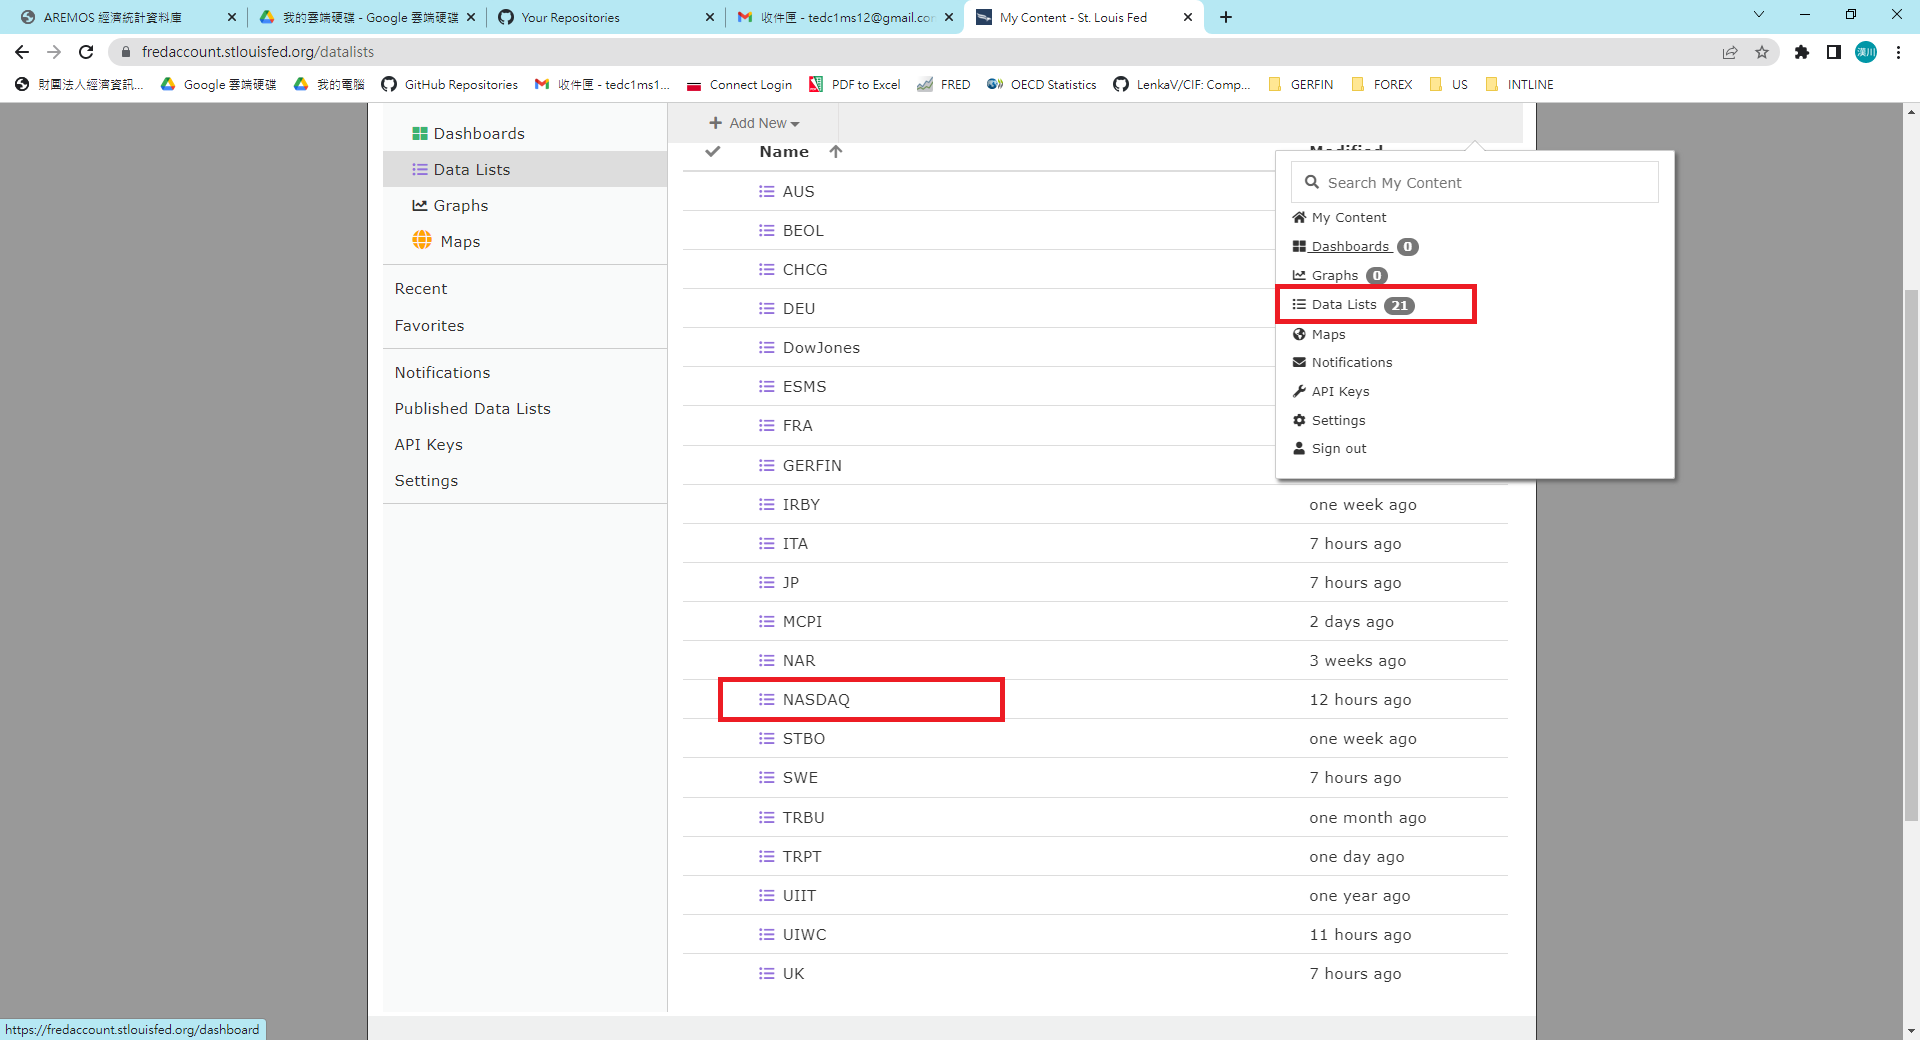 AREMOS 經濟統計資料庫
我的雲端硬碟 - Google 雲端硬碟
Your Repositories
收件匣 - tedc1ms12@gmail.cor
My Content - St. Louis Fed
fredaccount.stlouisfed.org/datalists
漢川
財團法人經濟資訊...
Google 雲端硬碟
我的電腦
GitHub Repositories
收件匣 - tedc1ms1...
Connect Login
PDF to Excel
FRED
OECD Statistics
LenkaV/CIF: Comp...
GERFIN
FOREX
US
INTLINE
Dashboards
Data Lists
Graphs
Maps
Recent
Favorites
Notifications
Published Data Lists
API Keys
Settings
Add New
Name
Modified
AUS
BEOL
CHCG
DEU
DowJones
ESMS
FRA
GERFIN
IRBY one week ago
ITA 7 hours ago
JP 7 hours ago
MCPI 2 days ago
NAR 3 weeks ago
NASDAQ 12 hours ago
STBO one week ago
SWE 7 hours ago
TRBU one month ago
TRPT one day ago
UIIT one year ago
UIWC 11 hours ago
UK 7 hours ago
Search My Content
My Content
Dashboards 0
Graphs 0
Data Lists 21
Maps
Notifications
API Keys
Settings
Sign out
https://fredaccount.stlouisfed.org/dashboard